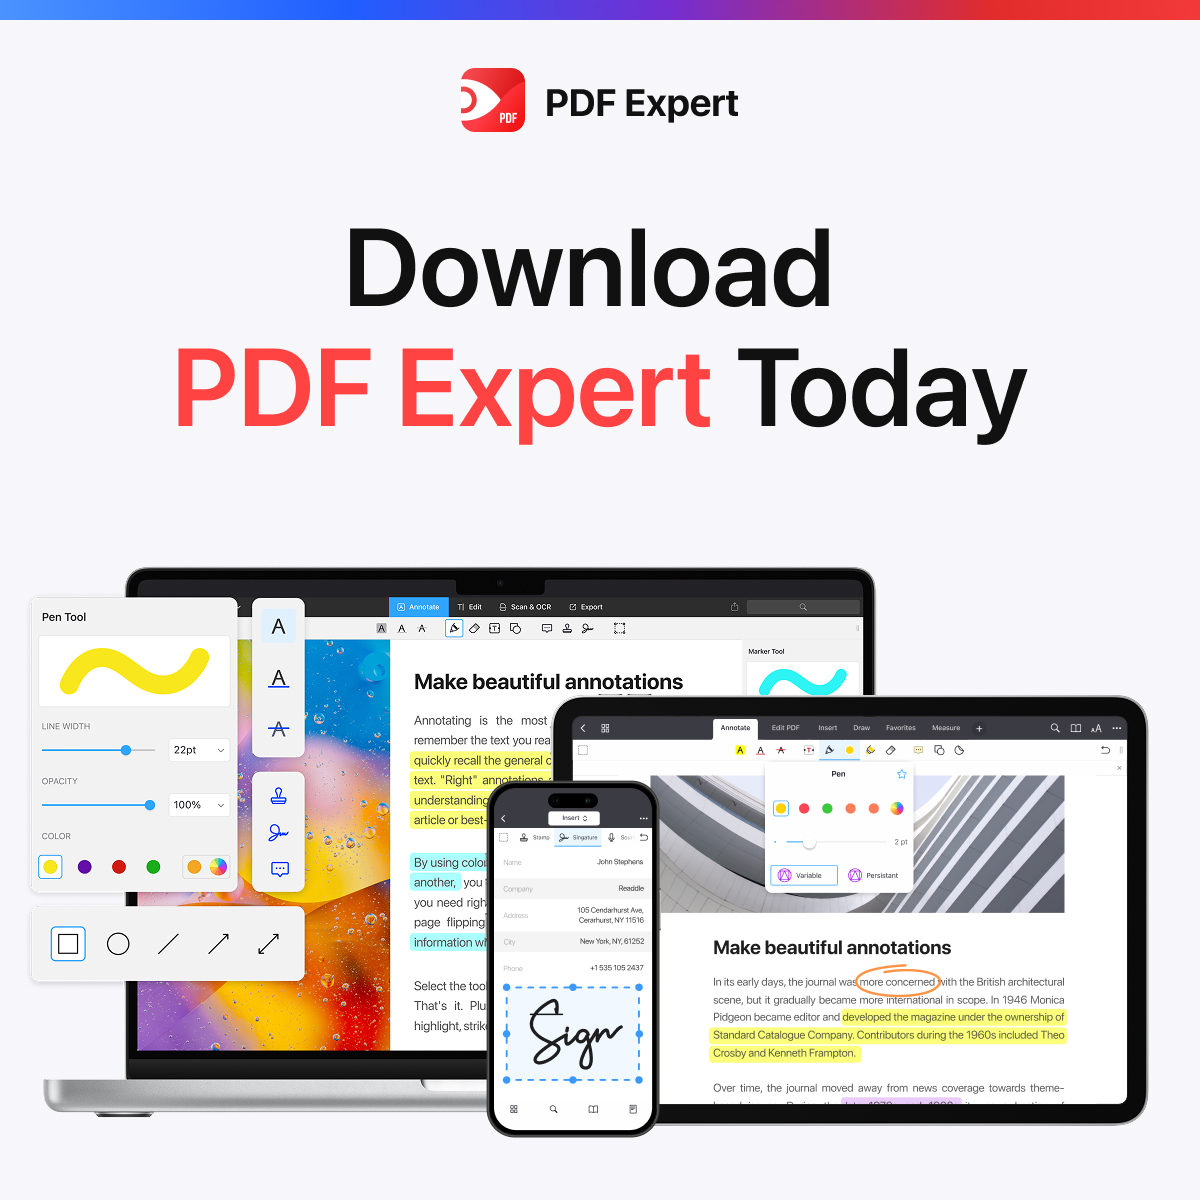 PDF
PDF Expert
Download
PDF Expert Today
Pen Tool
LINE WIDTH
22pt
OPACITY
100%
COLOR
A
A
A
Annotate
T| Edit
Scan & OCR
Export
A A A
T
Marker Tool
Make beautiful annotations
Annotating is the most
remember the text you rea
quickly recall the general c
text. "Right" annotations
understanding
article or best-
By using color
another, you
you need righ
page flipping
information wh
Select the tool
That's it. Plu
highlight, strik
Insert
Stamp
Singature
Sou
Name
John Stephens
Company
Readdle
Address
105 Cendarhurst Ave,
Cerarhurst, NY 11516
City
New York, NY, 61252
Phone
+1 535 105 2437
Sign
Annotate
Edit PDF
Insert
Draw
Favorites
Measure
AA
A A A
T
Pen
2 pt
Variable
Persistant
Make beautiful annotations
In its early days, the journal was more concerned with the British architectural
scene, but it gradually became more international in scope. In 1946 Monica
Pidgeon became editor and developed the magazine under the ownership of
Standard Catalogue Company. Contributors during the 1960s included Theo
Crosby and Kenneth Frampton.
Over time, the journal moved away from news coverage towards theme-